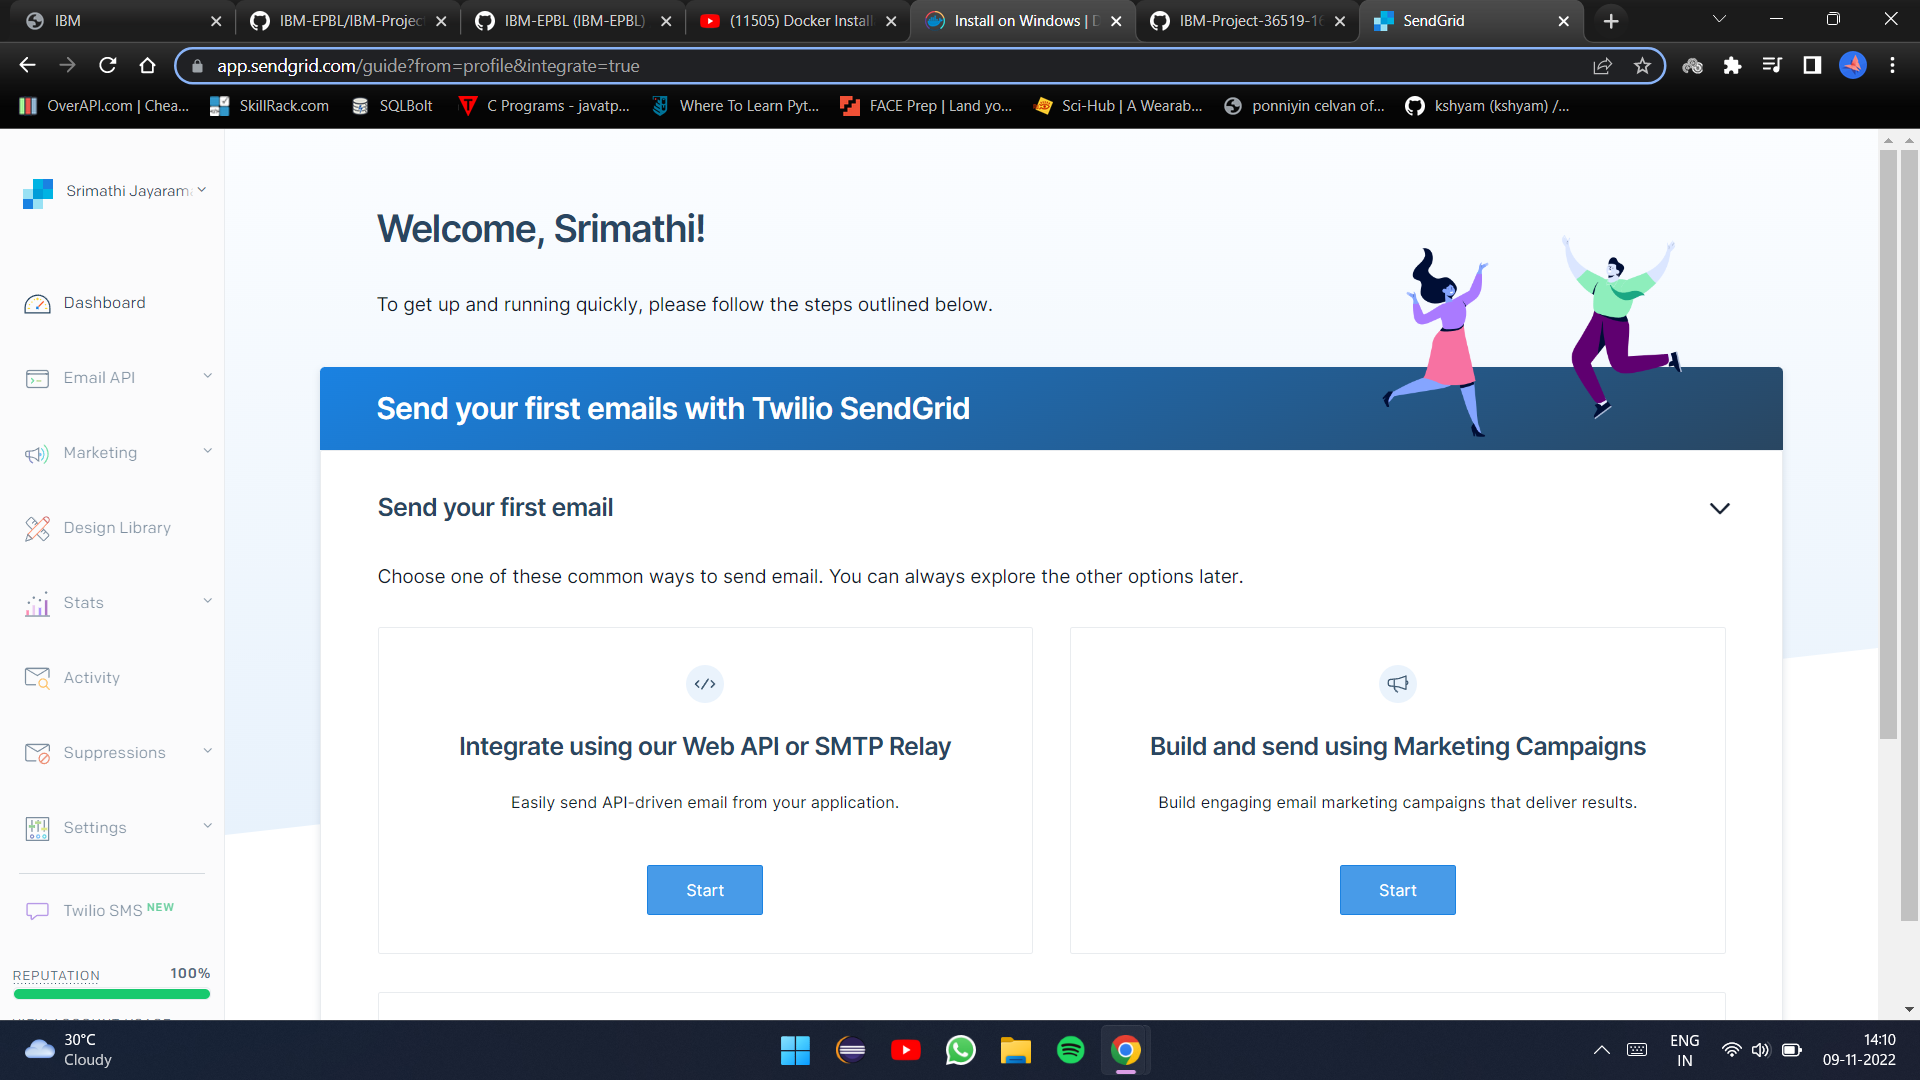 IBM
IBM-EPBL/IBM-Project
IBM-EPBL (IBM-EPBL)
(11505) Docker Install
Install on Windows | D
IBM-Project-36519-16
SendGrid
app.sendgrid.com/guide?from=profile&integrate=true
OverAPI.com | Chea...
SkillRack.com
SQLBolt
C Programs - javatp...
Where To Learn Pyt...
FACE Prep | Land yo...
Sci-Hub | A Wearab...
ponniyin celvan of...
kshyam (kshyam) /...
Srimathi Jayarama
Dashboard
Email API
Marketing
Design Library
Stats
Activity
Suppressions
Settings
Twilio SMS NEW
REPUTATION 100%
Welcome, Srimathi!
To get up and running quickly, please follow the steps outlined below.
Send your first emails with Twilio SendGrid
Send your first email
Choose one of these common ways to send email. You can always explore the other options later.
Integrate using our Web API or SMTP Relay
Easily send API-driven email from your application.
Start
Build and send using Marketing Campaigns
Build engaging email marketing campaigns that deliver results.
Start
30°C
Cloudy
ENG
IN
14:10
09-11-2022